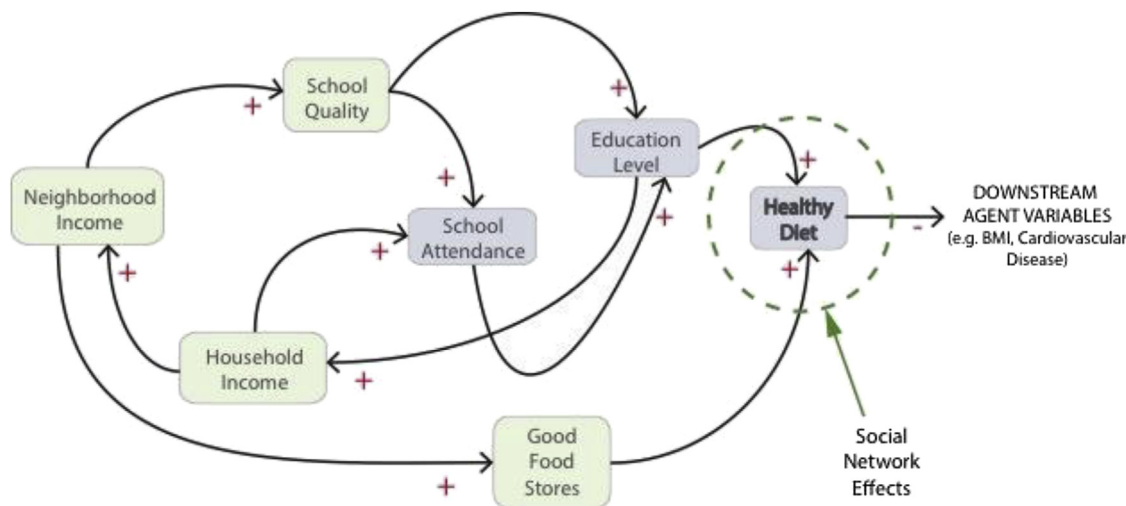 School
Quality
+
+
+
Education
Level
+
Neighborhood
Income
School
Attendance
+
+
+
Healthy
Diet
+
-
DOWNSTREAM
AGENT VARIABLES
(e.g. BMI, Cardiovascular
Disease)
Household
Income
+
+
Good
Food
Stores
+
Social
Network
Effects